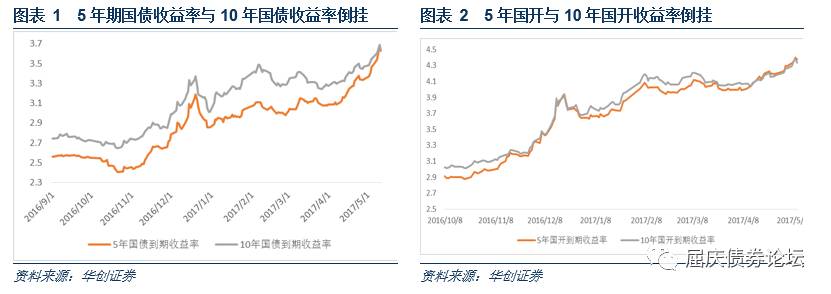 图表 1 5 年期国债收益率与 10 年国债收益率倒挂
3.7
3.5
3.3
3.1
2.9
2.7
2.5
2.3
2016/9/1 2016/10/1 2016/11/1 2016/12/1 2017/1/1 2017/2/1 2017/3/1 2017/4/1 2017/5/1
5年国债到期收益率 10年国债到期收益率
资料来源:华创证券
图表 2 5 年国开与 10 年国开收益率倒挂
4.5
4.3
4.1
3.9
3.7
3.5
3.3
3.1
2.9
2.7
2.5
2016/10/8 2016/11/8 2016/12/8 2017/1/8 2017/2/8 2017/3/8 2017/4/8 2017/5/
5年国开到期收益率 10年国开到期收益率
资料来源:华创证券
屈庆债券论坛